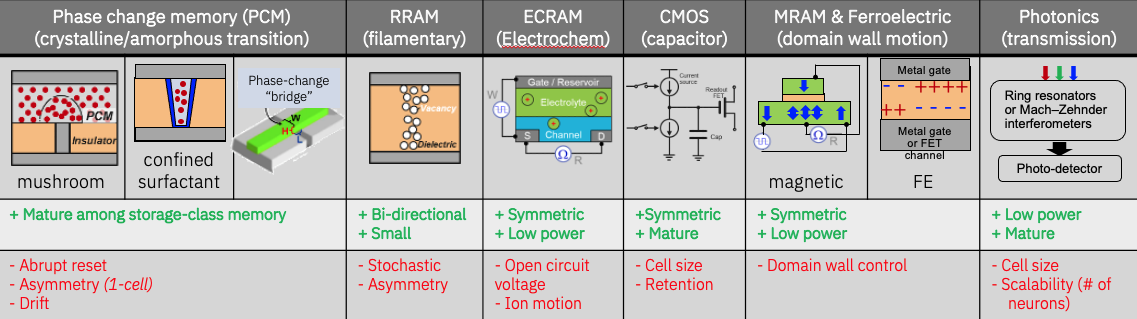 Phase change memory (PCM)
(crystalline/amorphous transition)
RRAM
(filamentary)
ECRAM
(Electrochem)
CMOS
(capacitor)
MRAM & Ferroelectric
(domain wall motion)
Photonics
(transmission)
PCM
Insulator
mushroom
confined
surfactant
Phase-change
“bridge”
W
H
L
Vacancy
Dielectric
Gate / Reservoir
Electrolyte
Channel
S
D
W
Ω
R
Current
source
Readout
FET
Cap
Ω
R
magnetic
Metal gate
- - + + + +
+ + - - - -
Metal gate
or FET
channel
FE
Ring resonators
or Mach–Zehnder
interferometers
Photo-detector
+ Mature among storage-class memory
+ Bi-directional
+ Small
+ Symmetric
+ Low power
+Symmetric
+ Mature
+ Symmetric
+ Low power
+ Low power
+ Mature
- Abrupt reset
- Asymmetry (1-cell)
- Drift
- Stochastic
- Asymmetry
- Open circuit
voltage
- Ion motion
- Cell size
- Retention
- Domain wall control
- Cell size
- Scalability (# of
neurons)